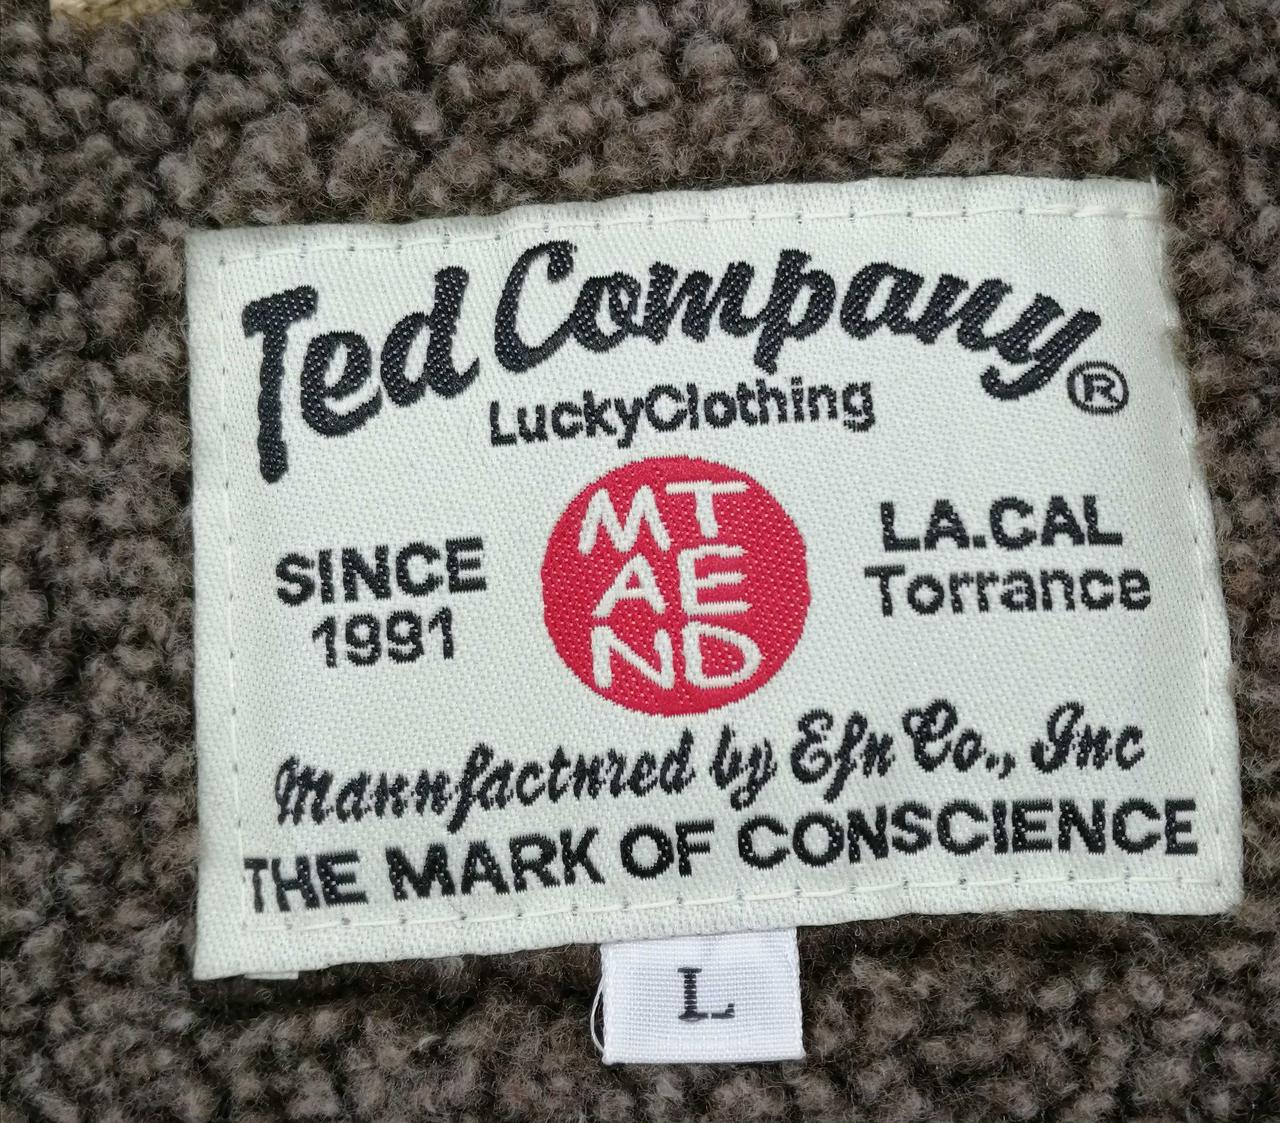 Ted Company®
LuckyClothing
SINCE
1991
MT
AE
ND
LA.CAL
Torrance
Mannfactnred by Efn Co., Inc
THE MARK OF CONSCIENCE
L